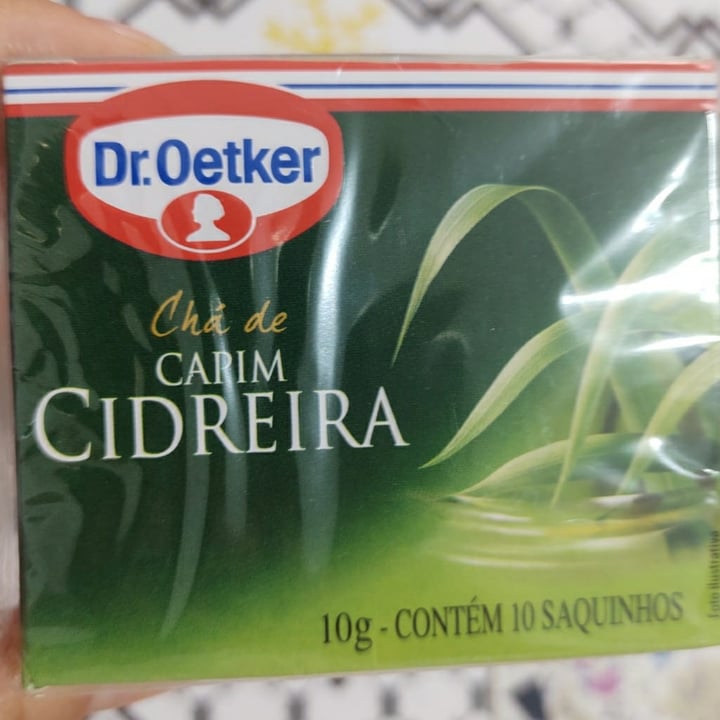 Dr.Oetker
Chá de
CAPIM
CIDREIRA
10g - CONTÉM 10 SAQUINHOS
Foto ilustrativa